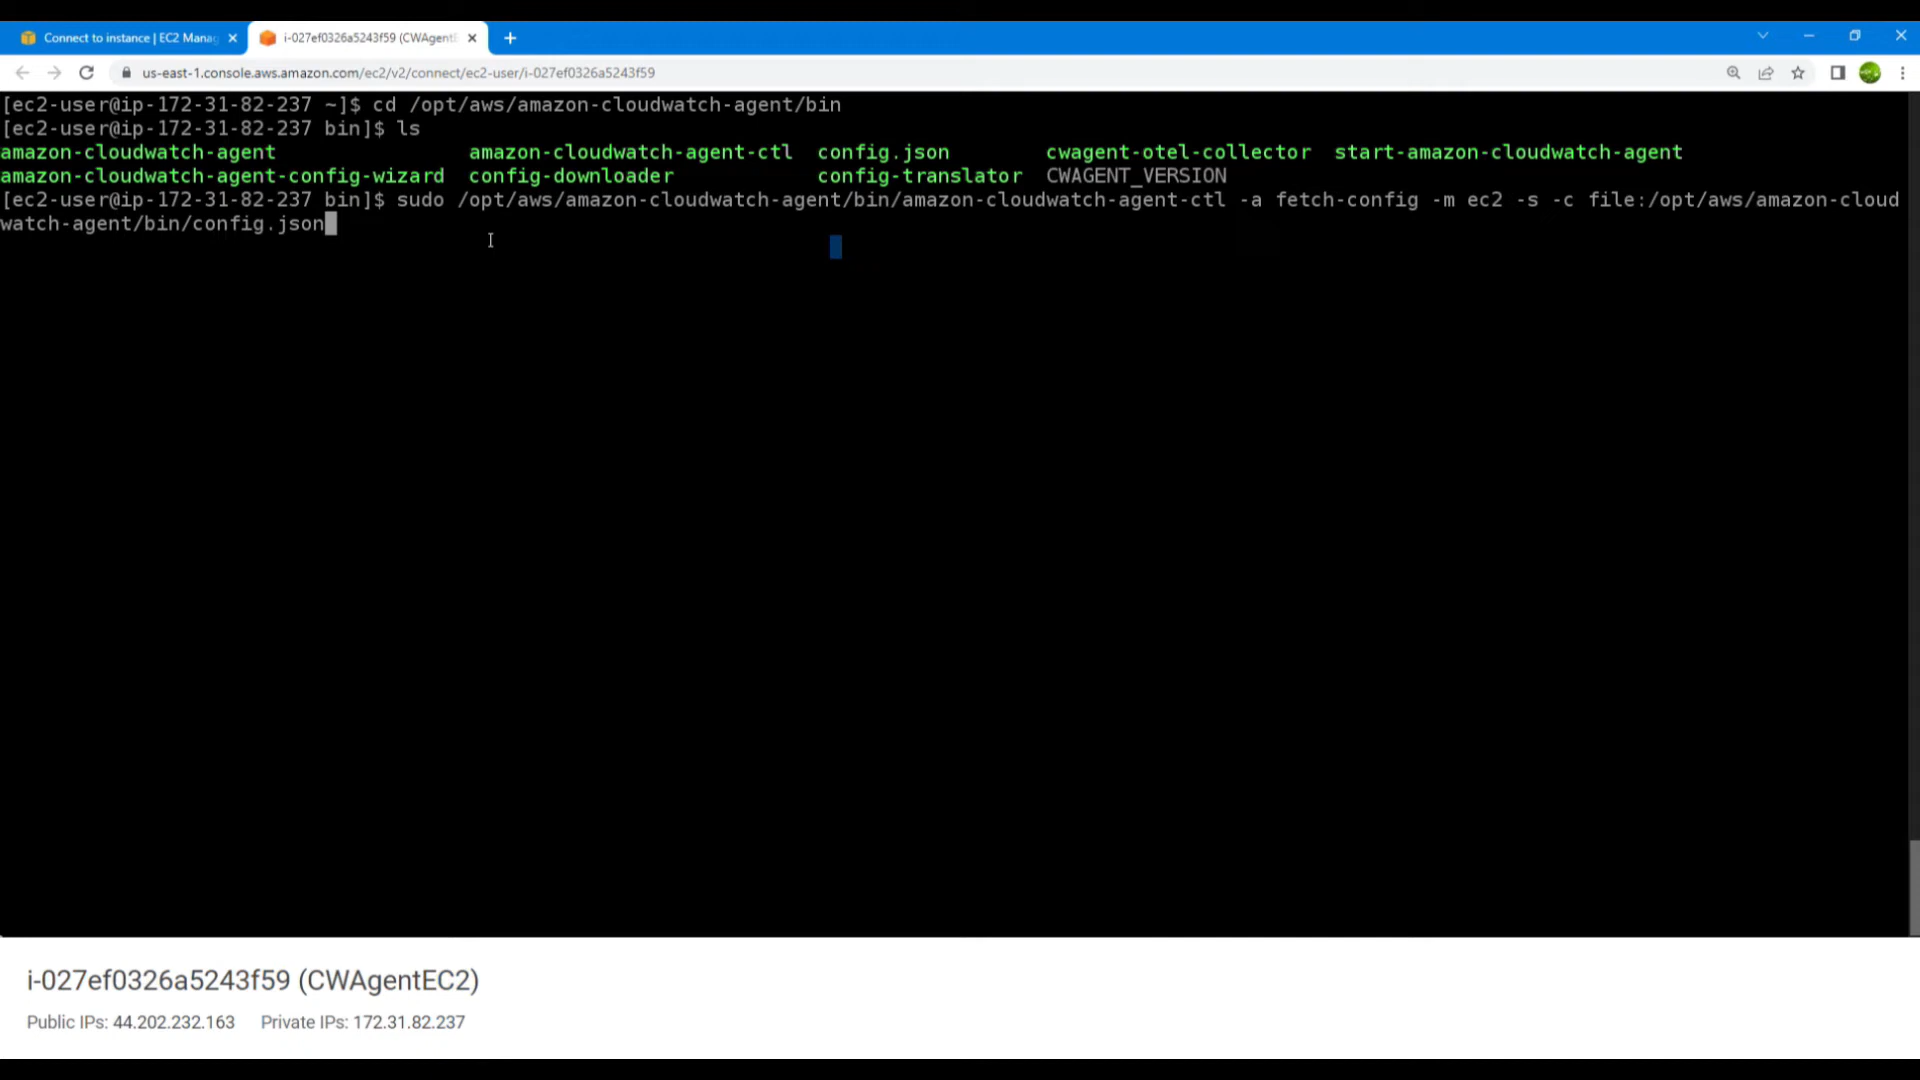 Connect to instance | EC2 Manag
i-027ef0326a5243f59 (CWAgentE
us-east-1.console.aws.amazon.com/ec2/v2/connect/ec2-user/i-027ef0326a5243f59
[ec2-user@ip-172-31-82-237 ~]$ cd /opt/aws/amazon-cloudwatch-agent/bin
[ec2-user@ip-172-31-82-237 bin]$ ls
amazon-cloudwatch-agent amazon-cloudwatch-agent-ctl config.json cwagent-otel-collector start-amazon-cloudwatch-agent
amazon-cloudwatch-agent-config-wizard config-downloader config-translator CWAGENT_VERSION
[ec2-user@ip-172-31-82-237 bin]$ sudo /opt/aws/amazon-cloudwatch-agent/bin/amazon-cloudwatch-agent-ctl -a fetch-config -m ec2 -s -c file:/opt/aws/amazon-cloud
watch-agent/bin/config.json
i-027ef0326a5243f59 (CWAgentEC2)
Public IPs: 44.202.232.163 Private IPs: 172.31.82.237